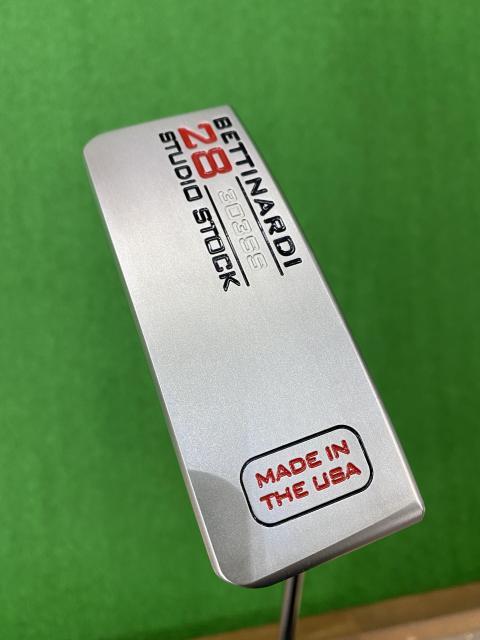 BETTINARDI
28 303SS
STUDIO STOCK
MADE IN
THE USA